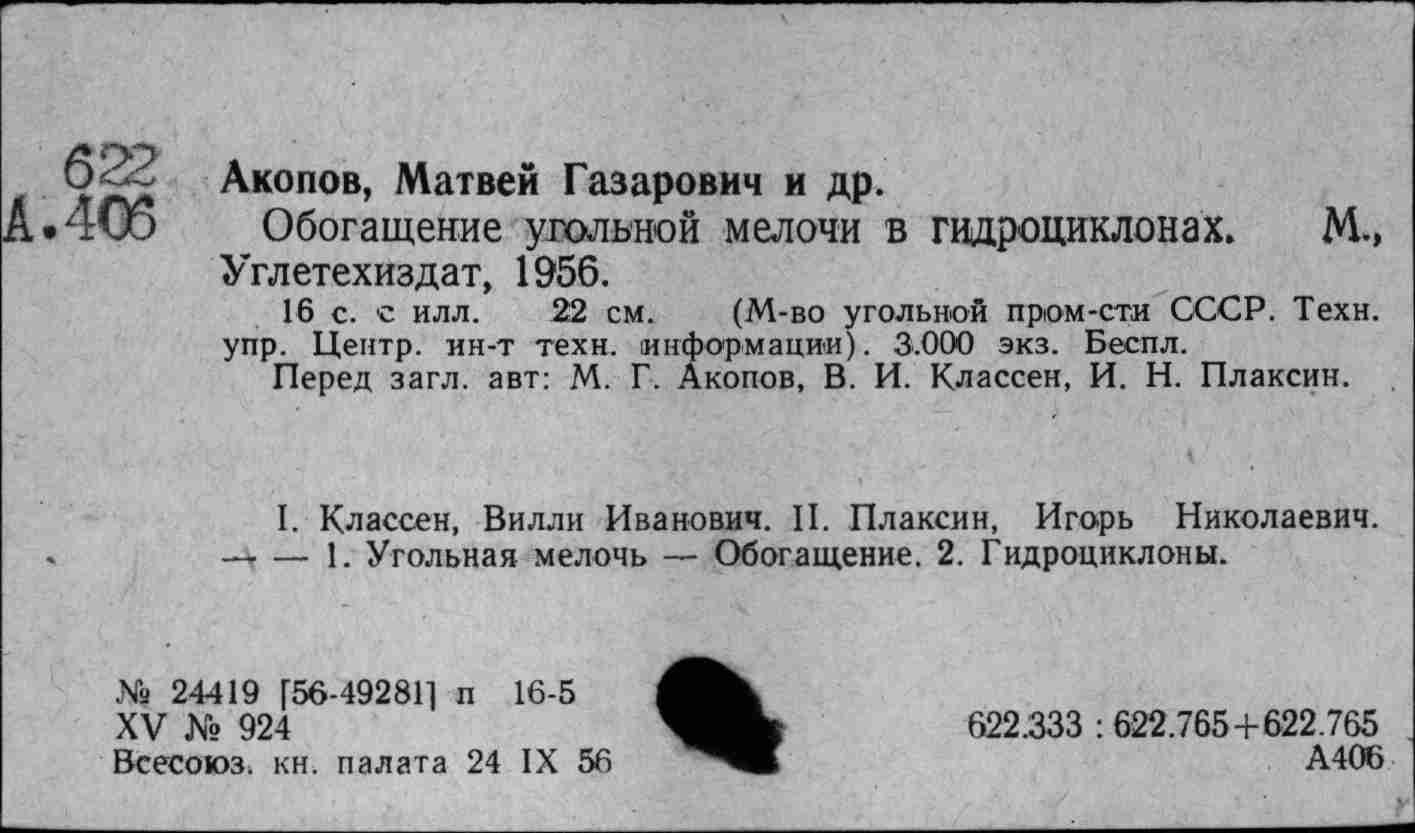 622
А.406
Акопов, Матвей Газарович и др.
Обогащение угольной мелочи в гидроциклонах. М.,
Углетехиздат, 1956.
16 с. с илл. 22 см. (М-во угольной пром-сти СССР. Техн.
упр. Центр. ин-т техн. информации). 3.000 экз. Беспл.
Перед загл. авт: М. Г. Акопов, В. И. Классен, И. Н. Плаксин.
I. Классен, Вилли Иванович. II. Плаксин, Игорь Николаевич.
— — 1. Угольная мелочь — Обогащение. 2. Гидроциклоны.
№ 24419 [56-49281] п 16-5
XV № 924
Всесоюз. кн. палата 24 IX 56
622.333 : 622.765+622.765
А406